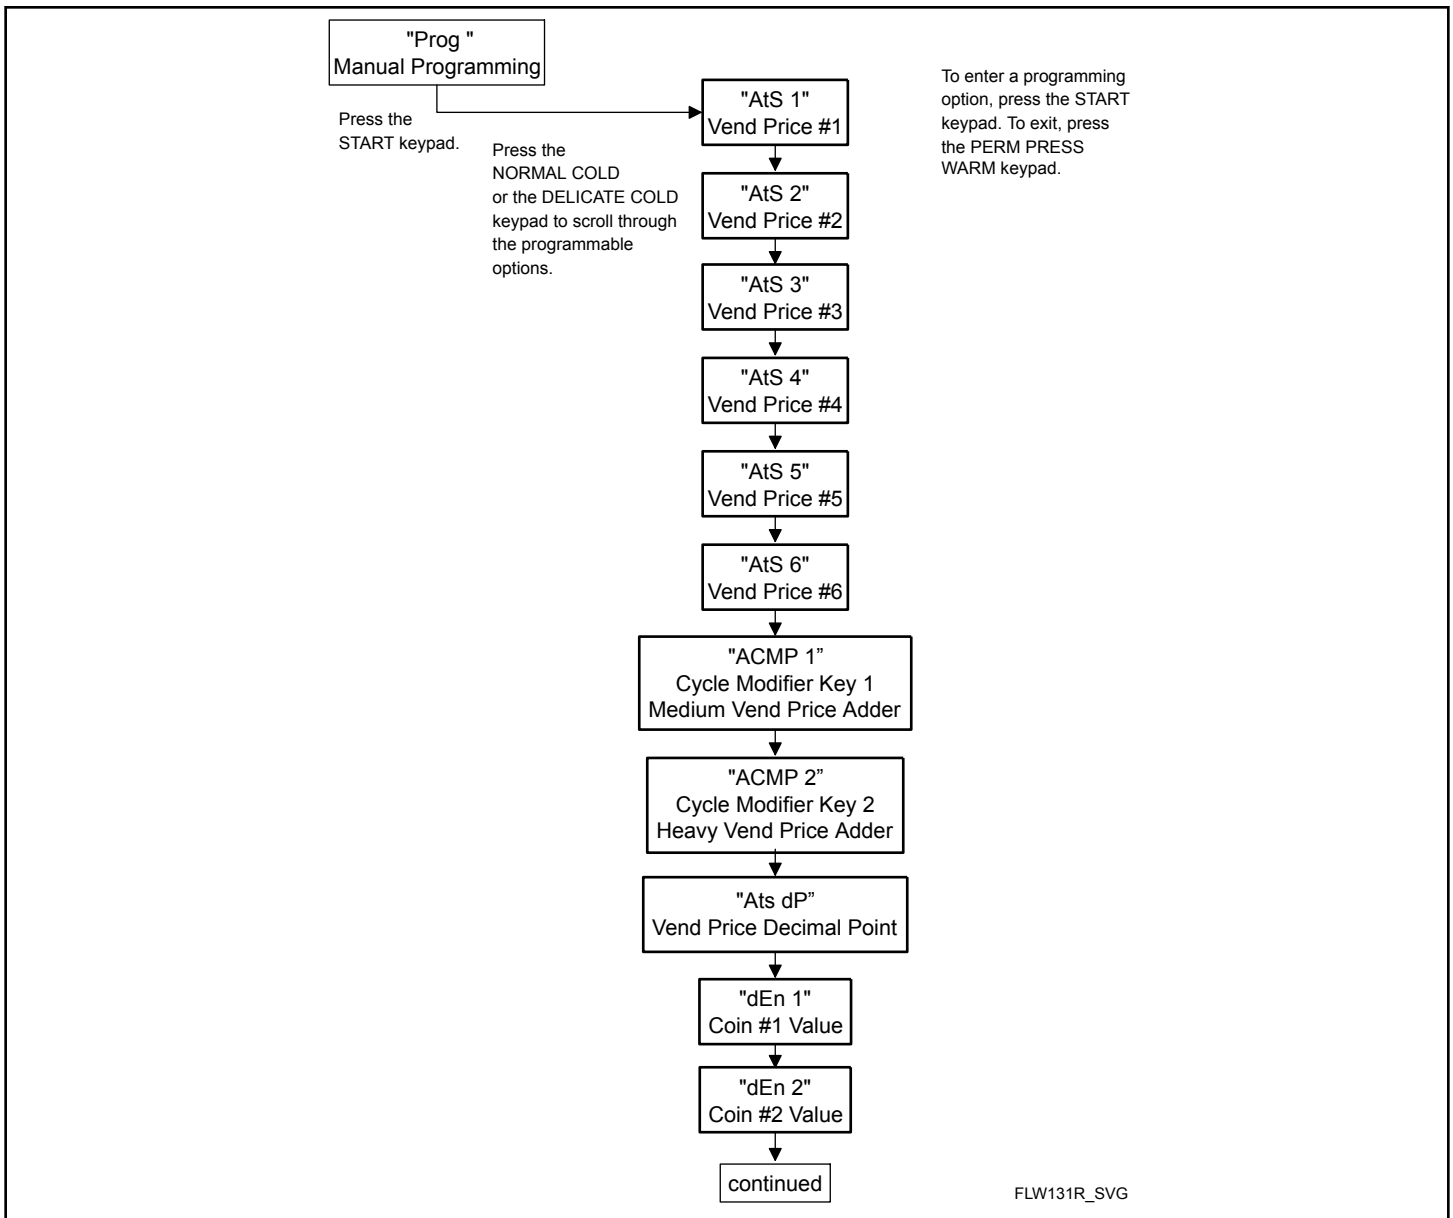 "Prog "
Manual Programming
Press the
START keypad.
Press the
NORMAL COLD
or the DELICATE COLD
keypad to scroll through
the programmable
options.
To enter a programming
option, press the START
keypad. To exit, press
the PERM PRESS
WARM keypad.
"AtS 1"
Vend Price #1
"AtS 2"
Vend Price #2
"AtS 3"
Vend Price #3
"AtS 4"
Vend Price #4
"AtS 5"
Vend Price #5
"AtS 6"
Vend Price #6
"ACMP 1”
Cycle Modifier Key 1
Medium Vend Price Adder
"ACMP 2”
Cycle Modifier Key 2
Heavy Vend Price Adder
"Ats dP”
Vend Price Decimal Point
"dEn 1"
Coin #1 Value
"dEn 2"
Coin #2 Value
continued
FLW131R_SVG